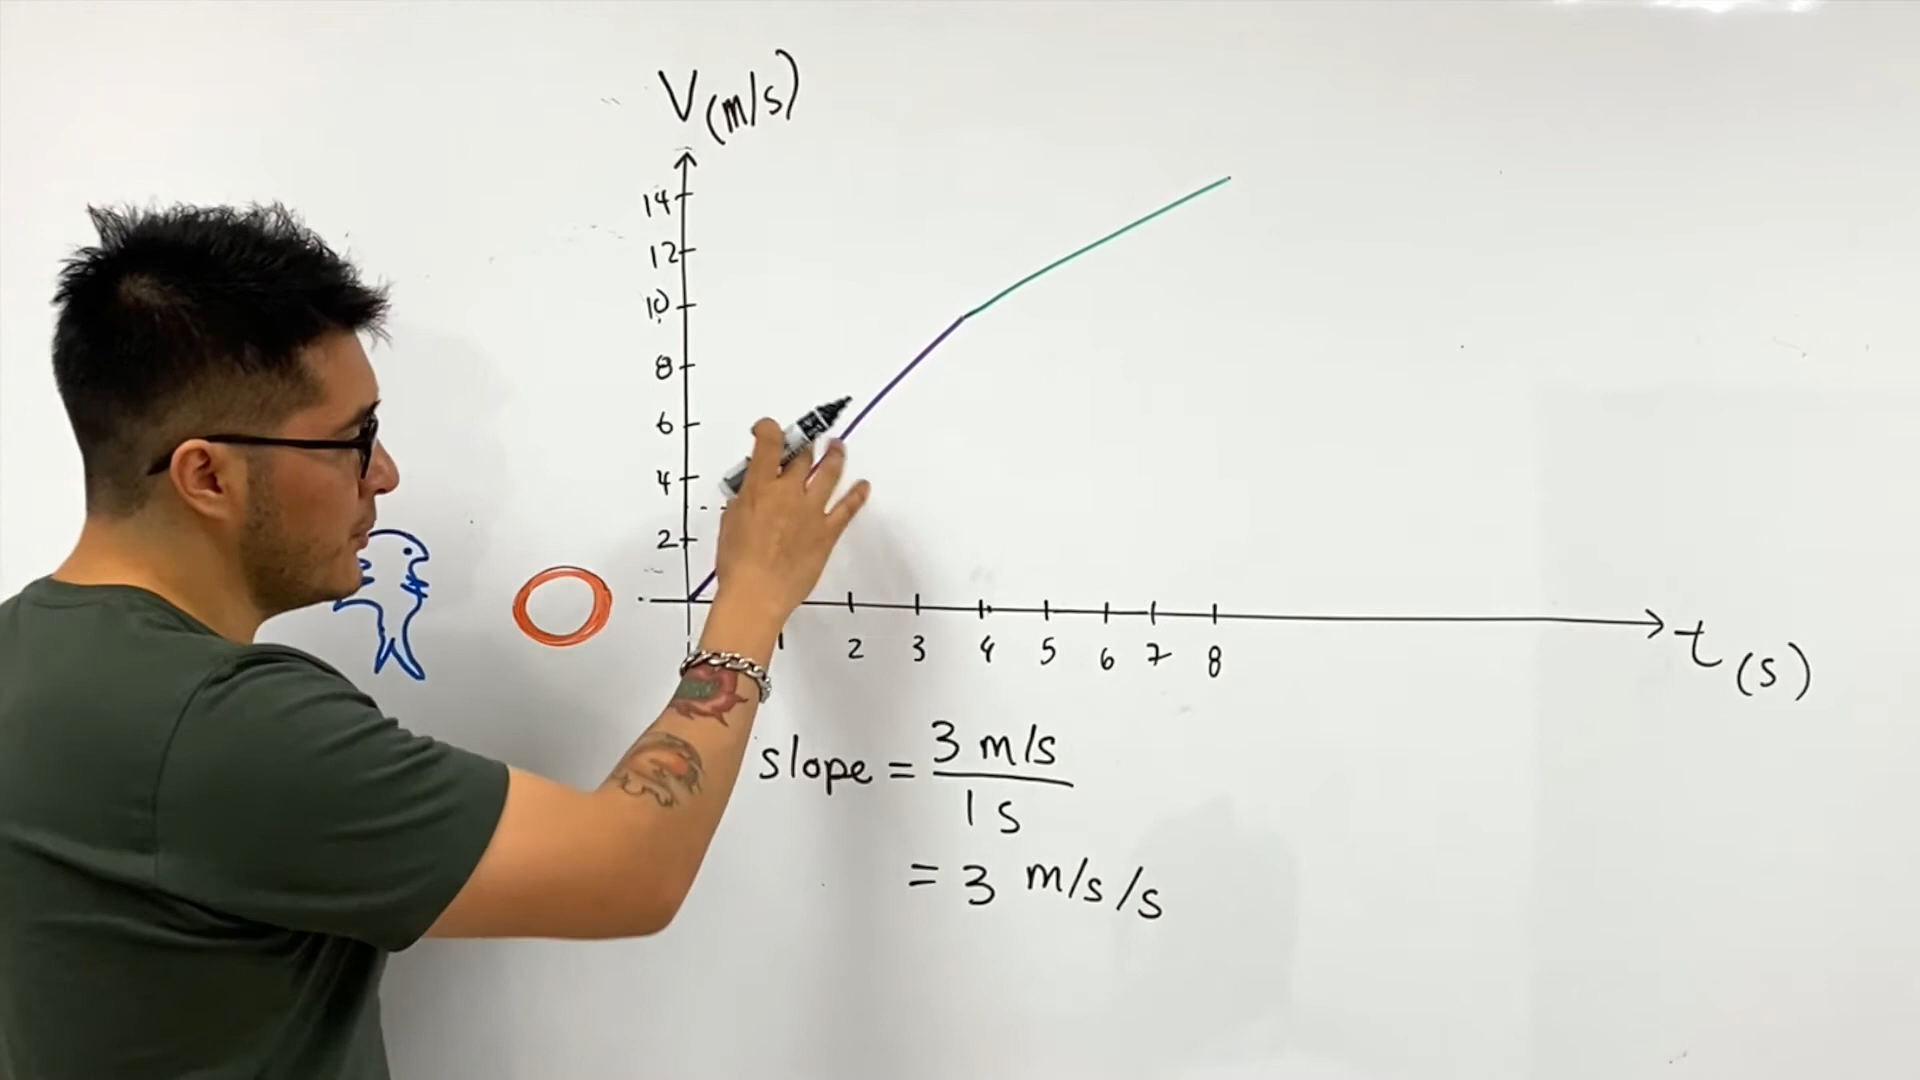 V(m/s)
14
12
10
8
6
4
2
2 3 4 5 6 7 8
t(s)
slope = 3 m/s
1 s
= 3 m/s/s